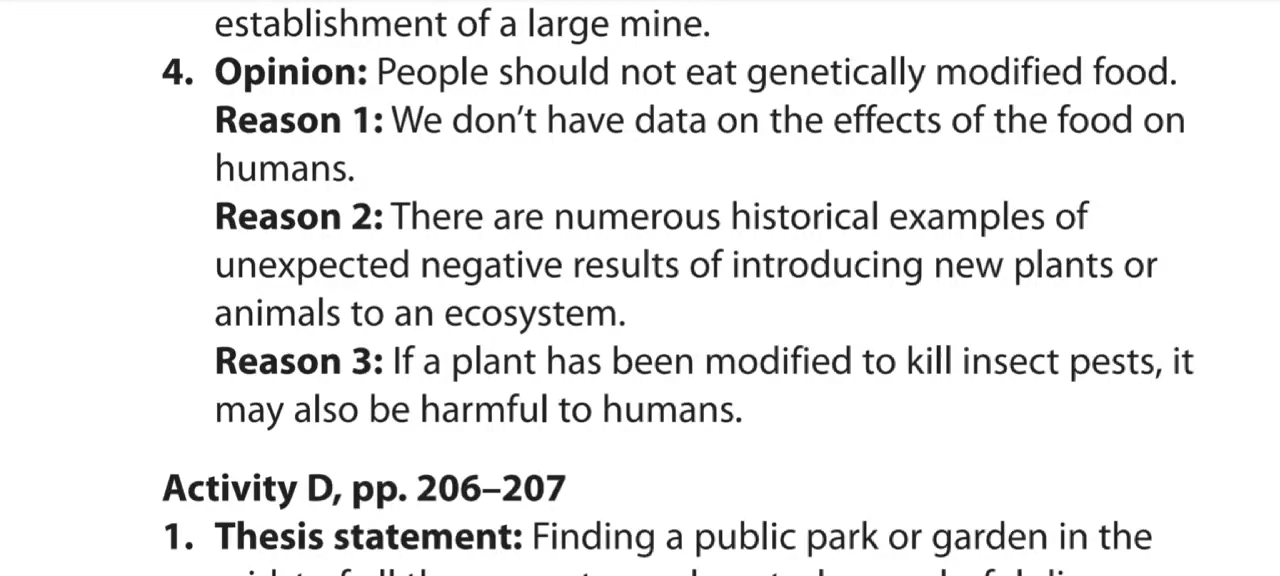 establishment of a large mine.
4. Opinion: People should not eat genetically modified food.
Reason 1: We don’t have data on the effects of the food on
humans.
Reason 2: There are numerous historical examples of
unexpected negative results of introducing new plants or
animals to an ecosystem.
Reason 3: If a plant has been modified to kill insect pests, it
may also be harmful to humans.
Activity D, pp. 206–207
1. Thesis statement: Finding a public park or garden in the